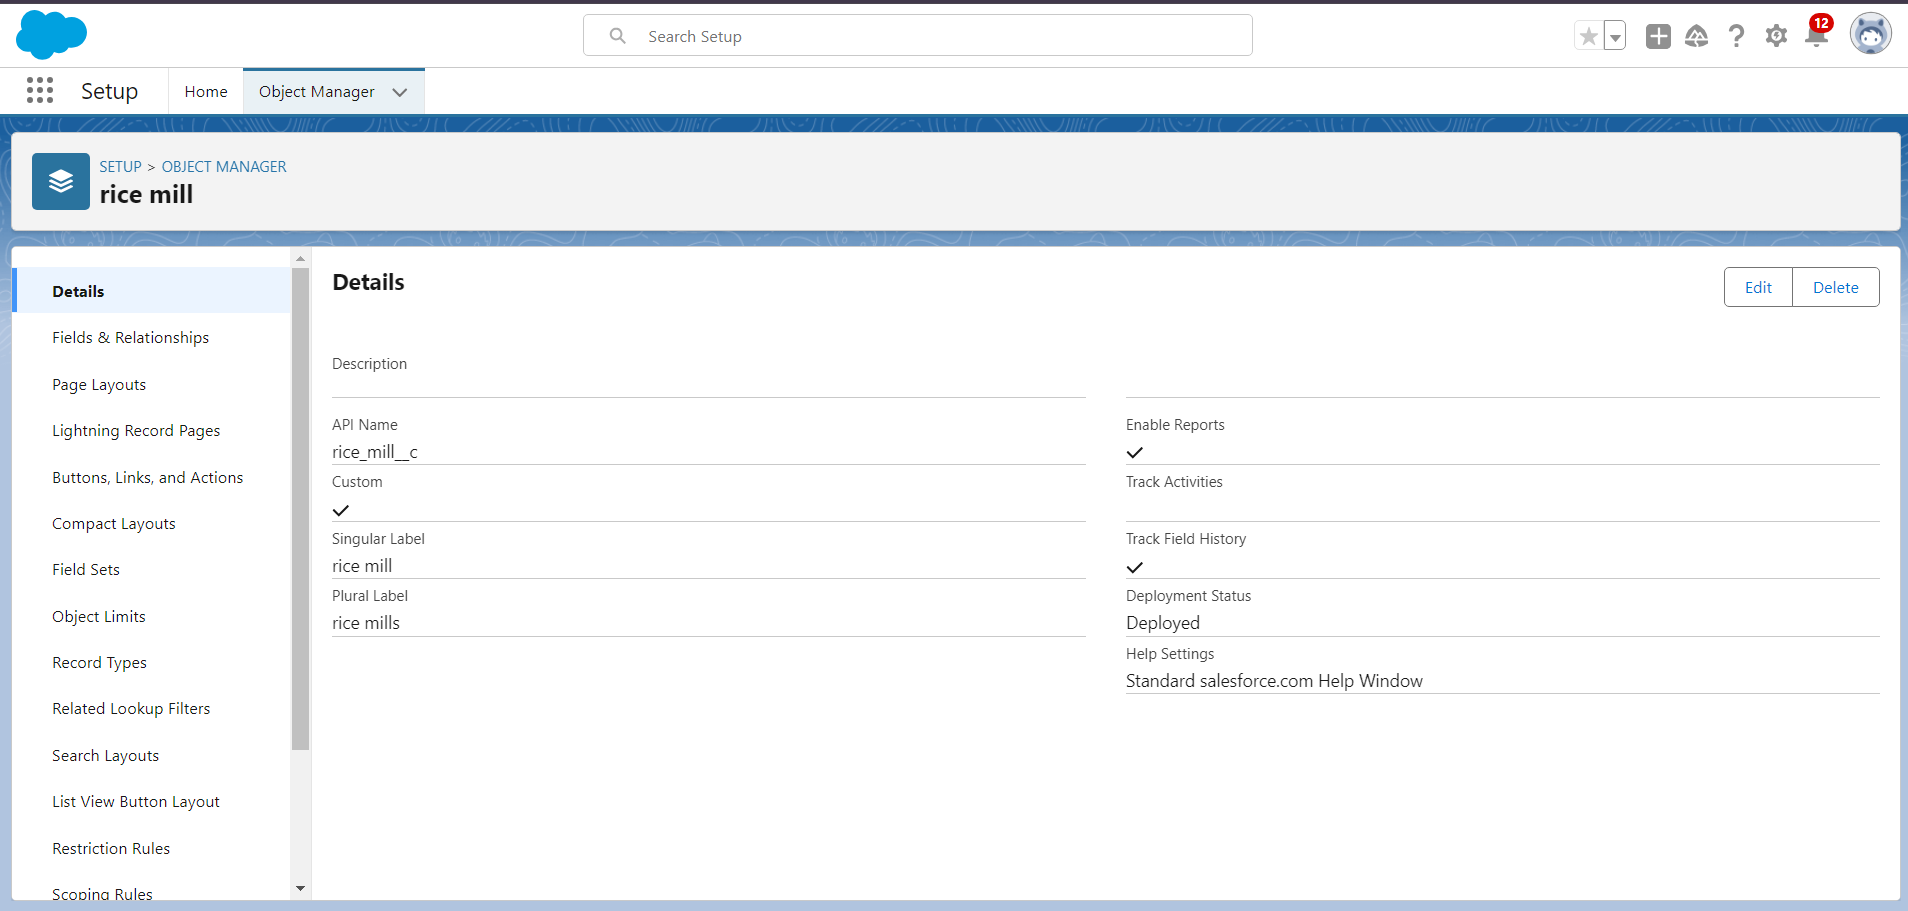 Search Setup
12
Setup
Home
Object Manager
SETUP > OBJECT MANAGER
rice mill
Details
Fields & Relationships
Page Layouts
Lightning Record Pages
Buttons, Links, and Actions
Compact Layouts
Field Sets
Object Limits
Record Types
Related Lookup Filters
Search Layouts
List View Button Layout
Restriction Rules
Scoping Rules
Details
Edit
Delete
Description
API Name
rice_mill__c
Custom
Singular Label
rice mill
Plural Label
rice mills
Enable Reports
Track Activities
Track Field History
Deployment Status
Deployed
Help Settings
Standard salesforce.com Help Window